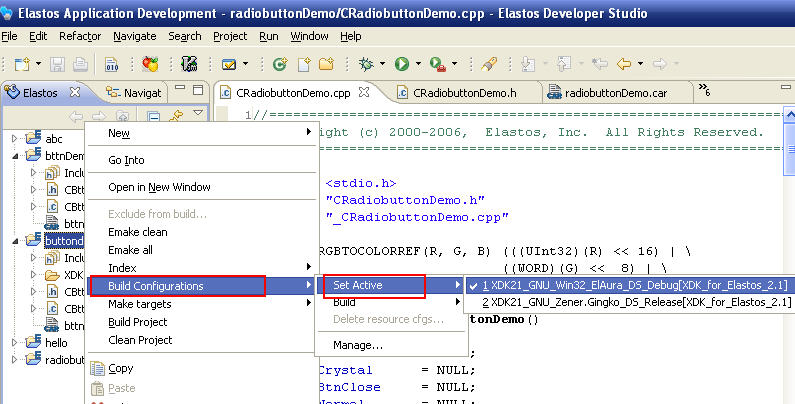 Elastos Application Development - radiobuttonDemo/CRadiobuttonDemo.cpp - Elastos Developer Studio
File Edit Refactor Navigate Search Project Run Window Help
Elastos Navigat CRadiobuttonDemo.cpp CRadiobuttonDemo.h radiobuttonDemo.car 6
1//==========================================================
right (c) 2000-2006, Elastos, Inc. All Rights Reserved.
==========================================================
<stdio.h>
"CRadiobuttonDemo.h"
"_CRadiobuttonDemo.cpp"
RGBTOCOLORREF(R, G, B) (((UInt32)(R) << 16) | \
((WORD)(G) << 8) | \
tonDemo()
;
Crystal = NULL;
BtnClose = NULL;
Normal = NULL;
abc
bttnDem
Inclu
CBtt
CBtt
bttn
buttond
Inclu
XDK
CBtt
CBtt
bttn
hello
radiobut
New
Go Into
Open in New Window
Exclude from build...
Emake clean
Emake all
Index
Build Configurations
Make targets
Build Project
Clean Project
Copy
Paste
Set Active
Build
Delete resource cfgs...
Manage...
1 XDK21_GNU_Win32_ElAura_DS_Debug[XDK_for_Elastos_2.1]
2 XDK21_GNU_Zener.Gingko_DS_Release[XDK_for_Elastos_2.1]